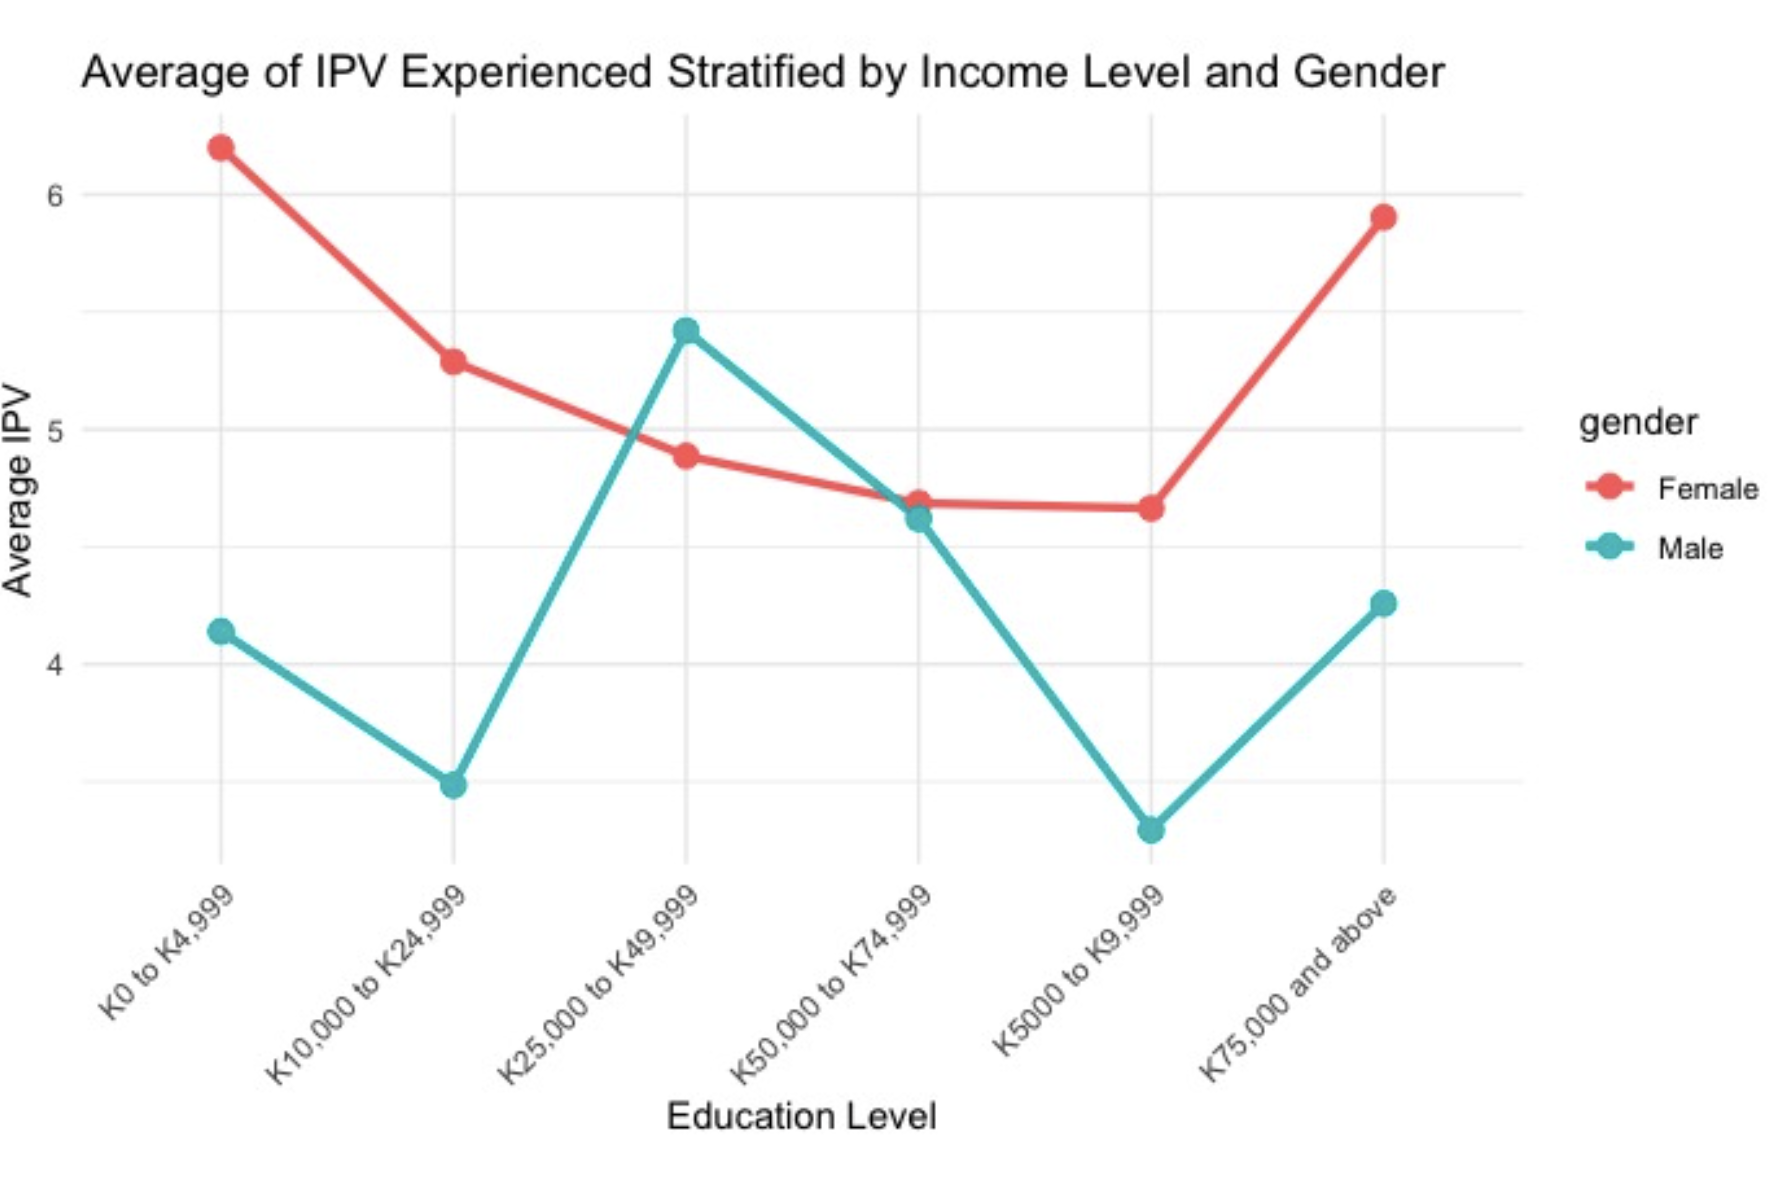 Average of IPV Experienced Stratified by Income Level and Gender
Average IPV
6
5
4
K0 to K4,999
K10,000 to K24,999
K25,000 to K49,999
K50,000 to K74,999
K5000 to K9,999
K75,000 and above
Education Level
gender
Female
Male